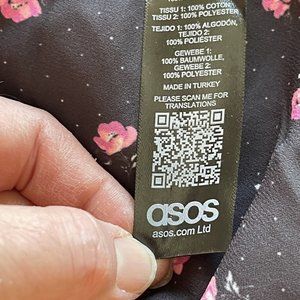 TISSU 1: 100% COTON,
TISSU 2: 100% POLYESTER
TEJIDO 1: 100% ALGODÓN,
TEJIDO 2:
100% POLIÉSTER
GEWEBE 1:
100% BAUMWOLLE,
GEWEBE 2:
100% POLYESTER
MADE IN TURKEY
PLEASE SCAN ME FOR
TRANSLATIONS
asos
asos.com Ltd